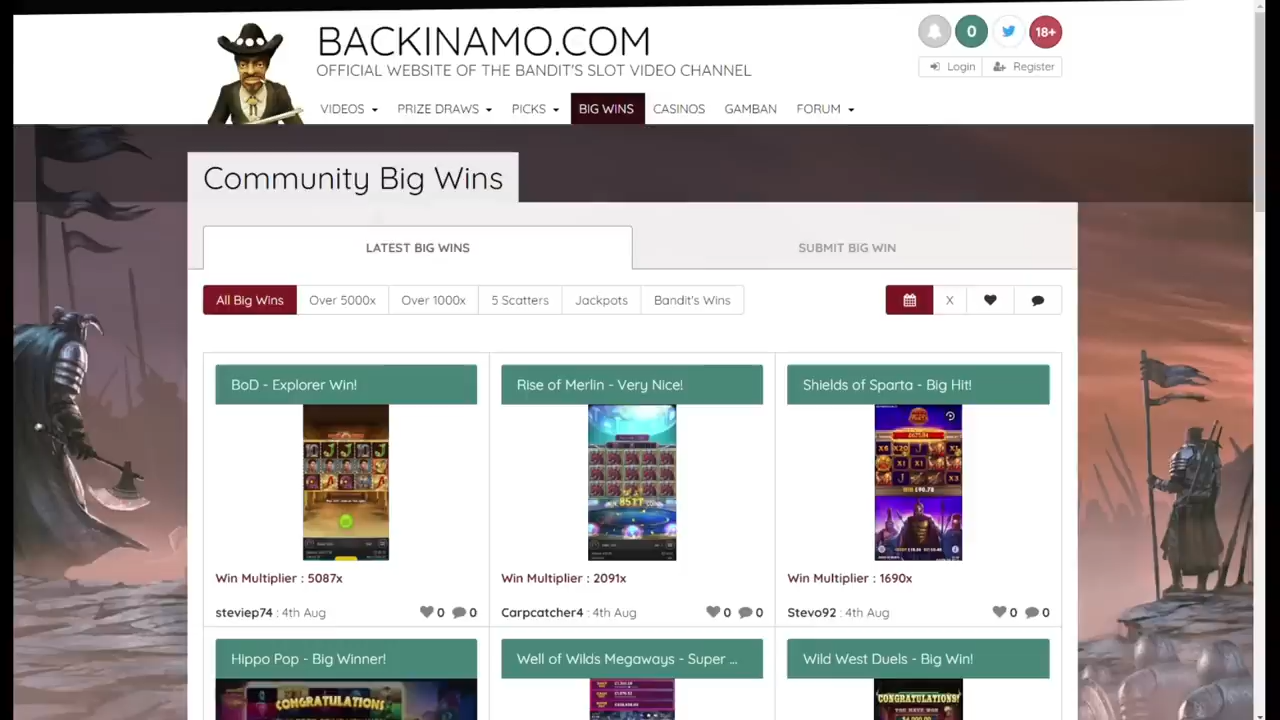 BACKINAMO.COM
OFFICIAL WEBSITE OF THE BANDIT'S SLOT VIDEO CHANNEL
0
18+
Login
Register
VIDEOS
PRIZE DRAWS
PICKS
BIG WINS
CASINOS
GAMBAN
FORUM
Community Big Wins
LATEST BIG WINS
SUBMIT BIG WIN
All Big Wins
Over 5000x
Over 1000x
5 Scatters
Jackpots
Bandit's Wins
X
BoD - Explorer Win!
Rise of Merlin - Very Nice!
Shields of Sparta - Big Hit!
Win Multiplier : 5087x
Win Multiplier : 2091x
Win Multiplier : 1690x
steviep74 : 4th Aug
0
0
Carpcatcher4 : 4th Aug
0
0
Stevo92 : 4th Aug
0
0
Hippo Pop - Big Winner!
Well of Wilds Megaways - Super ...
Wild West Duels - Big Win!
CONGRATULATIONS
CONGRATULATIONS!
YOU HAVE WON